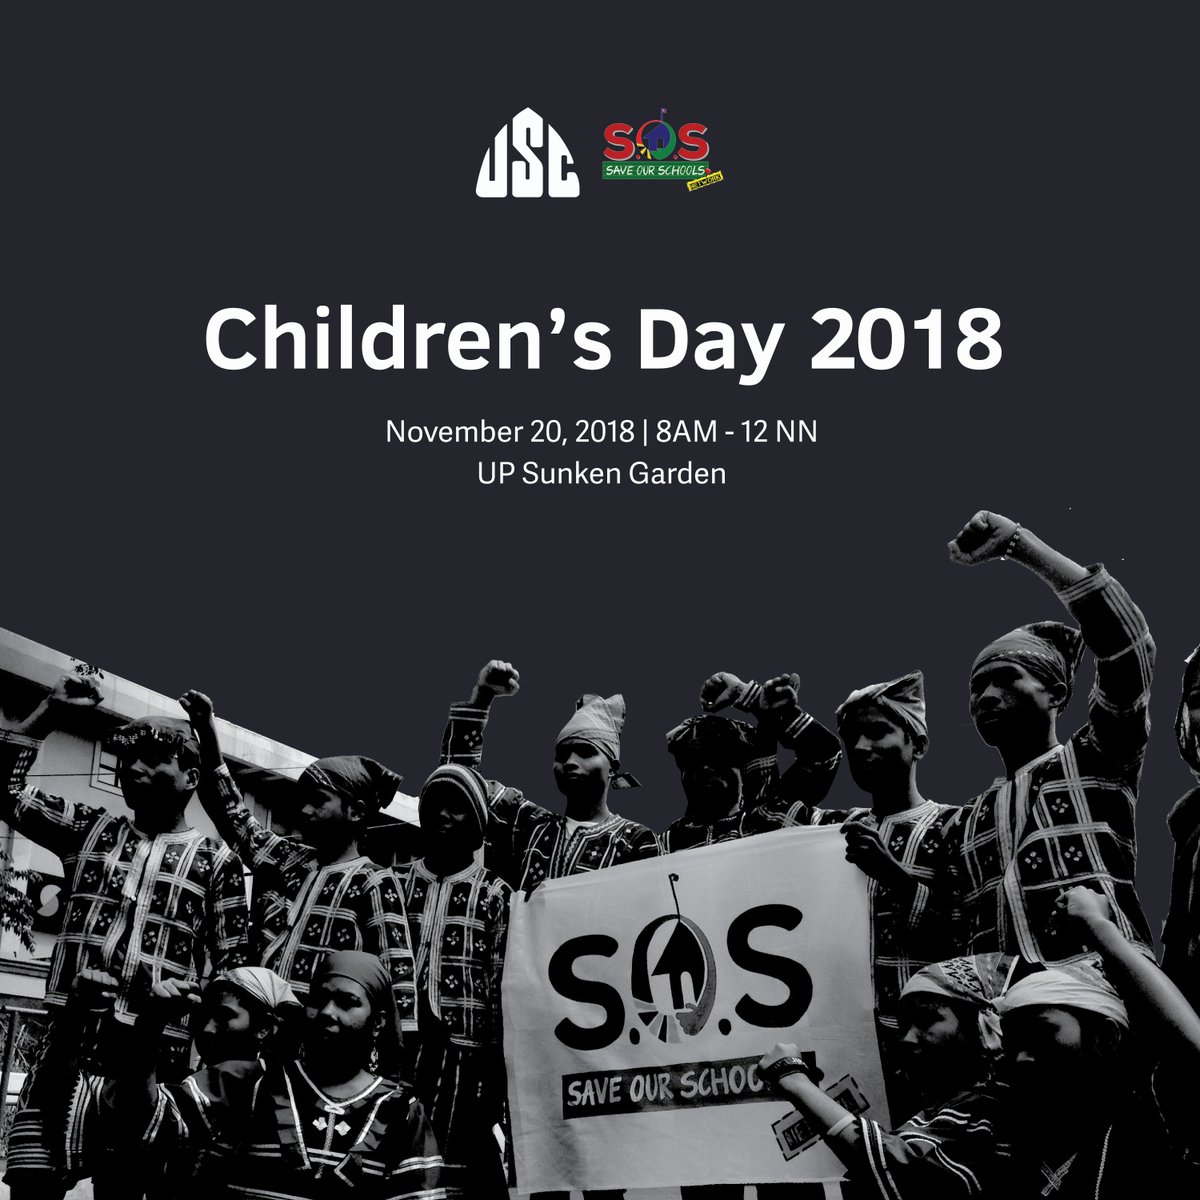 USC
S.O.S
SAVE OUR SCHOOLS
NETWORK
Children's Day 2018
November 20, 2018 | 8AM - 12 NN
UP Sunken Garden
S.O.S
SAVE OUR SCHOO